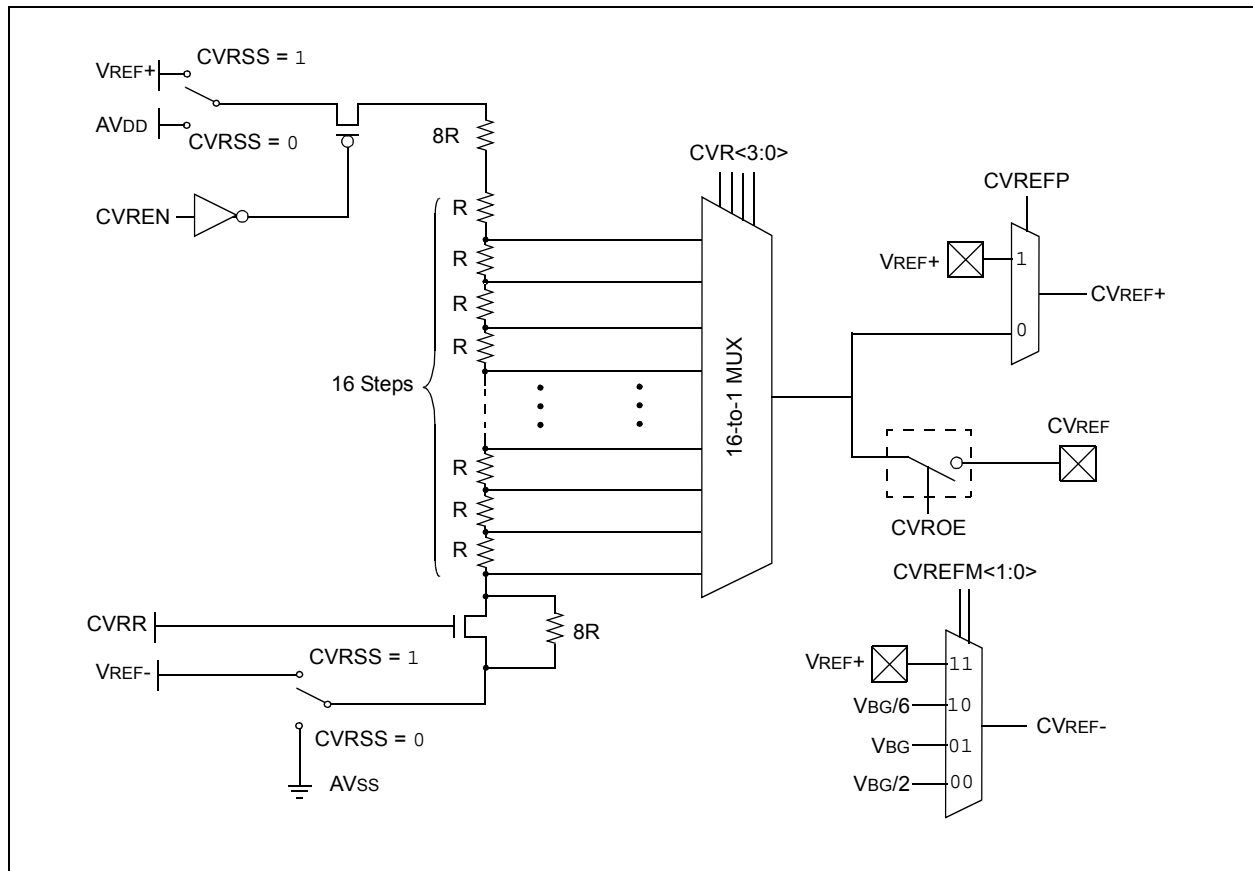 CVRSS = 1
VREF+
AVDD
CVRSS = 0
8R
CVREN
R
R
R
R
16 Steps
R
R
R
CVR<3:0>
16-to-1 MUX
CVREFP
VREF+
1
CVREF+
0
CVREF
CVROE
CVRR
8R
CVRSS = 1
VREF-
CVRSS = 0
AVSS
CVREFM<1:0>
VREF+
11
VBG/6
10
CVREF-
VBG
01
VBG/2
00